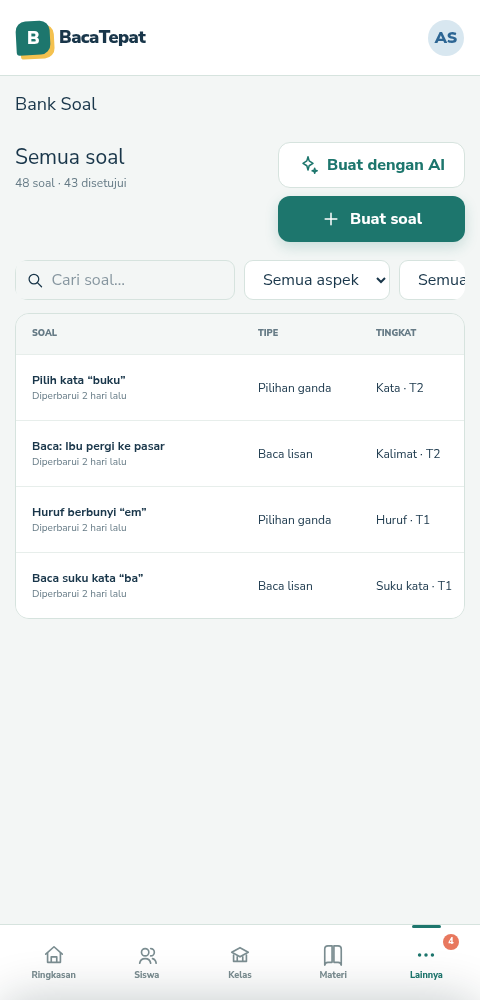 B BacaTepat
AS
Bank Soal
Semua soal
48 soal · 43 disetujui
Buat dengan AI
Buat soal
Cari soal...
Semua aspek
Semua
SOAL TIPE TINGKAT
Pilih kata “buku”
Diperbarui 2 hari lalu
Pilihan ganda
Kata · T2
Baca: Ibu pergi ke pasar
Diperbarui 2 hari lalu
Baca lisan
Kalimat · T2
Huruf berbunyi “em”
Diperbarui 2 hari lalu
Pilihan ganda
Huruf · T1
Baca suku kata “ba”
Diperbarui 2 hari lalu
Baca lisan
Suku kata · T1
4
Ringkasan Siswa Kelas Materi Lainnya